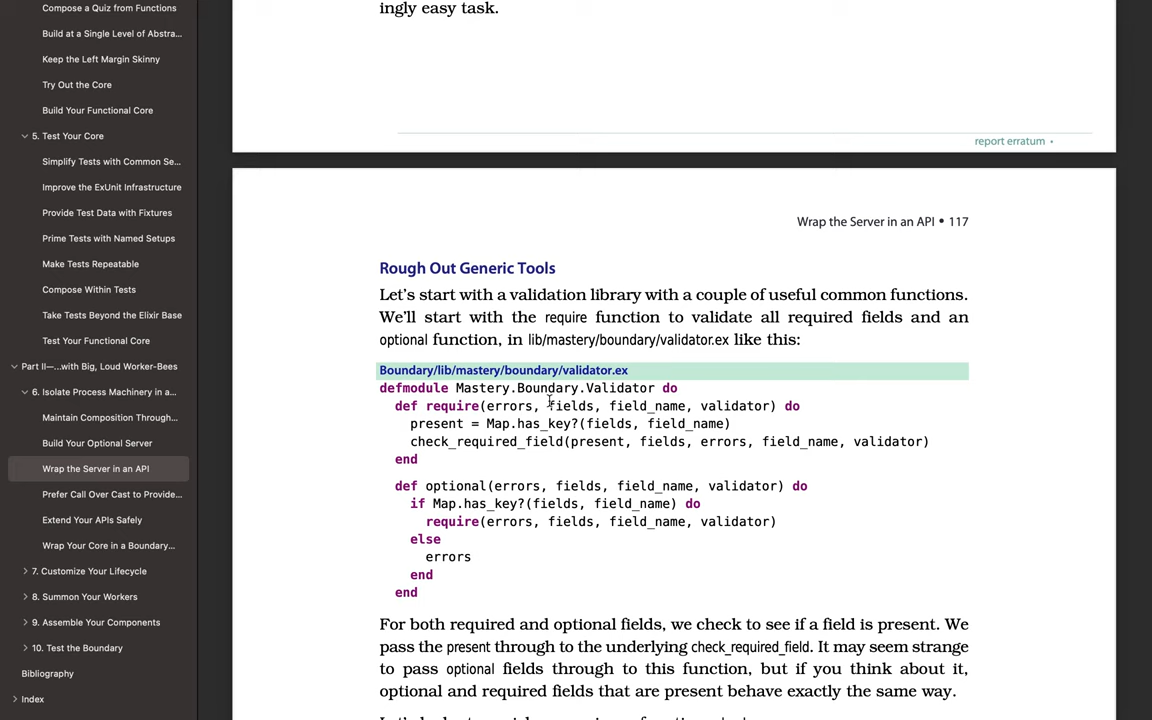 Compose a Quiz from Functions
Build at a Single Level of Abstra...
Keep the Left Margin Skinny
Try Out the Core
Build Your Functional Core
5. Test Your Core
Simplify Tests with Common Se...
Improve the ExUnit Infrastructure
Provide Test Data with Fixtures
Prime Tests with Named Setups
Make Tests Repeatable
Compose Within Tests
Take Tests Beyond the Elixir Base
Test Your Functional Core
Part II—...with Big, Loud Worker-Bees
6. Isolate Process Machinery in a...
Maintain Composition Through...
Build Your Optional Server
Wrap the Server in an API
Prefer Call Over Cast to Provide...
Extend Your APIs Safely
Wrap Your Core in a Boundary...
7. Customize Your Lifecycle
8. Summon Your Workers
9. Assemble Your Components
10. Test the Boundary
Bibliography
Index
ingly easy task.
report erratum •
Wrap the Server in an API • 117
Rough Out Generic Tools
Let's start with a validation library with a couple of useful common functions.
We'll start with the require function to validate all required fields and an
optional function, in lib/mastery/boundary/validator.ex like this:
Boundary/lib/mastery/boundary/validator.ex
defmodule Mastery.Boundary.Validator do
def require(errors, fields, field_name, validator) do
present = Map.has_key?(fields, field_name)
check_required_field(present, fields, errors, field_name, validator)
end
def optional(errors, fields, field_name, validator) do
if Map.has_key?(fields, field_name) do
require(errors, fields, field_name, validator)
else
errors
end
end
For both required and optional fields, we check to see if a field is present. We
pass the present through to the underlying check_required_field. It may seem strange
to pass optional fields through to this function, but if you think about it,
optional and required fields that are present behave exactly the same way.